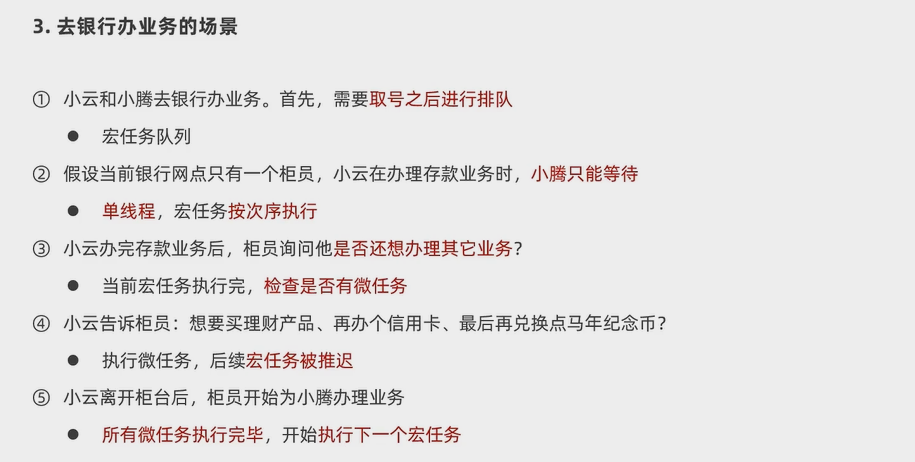 3. 去银行办业务的场景
① 小云和小腾去银行办业务。首先，需要取号之后进行排队
● 宏任务队列
② 假设当前银行网点只有一个柜员，小云在办理存款业务时，小腾只能等待
● 单线程，宏任务按次序执行
③ 小云办完存款业务后，柜员询问他是否还想办理其它业务？
● 当前宏任务执行完，检查是否有微任务
④ 小云告诉柜员：想要买理财产品、再办个信用卡、最后再兑换点马年纪念币？
● 执行微任务，后续宏任务被推迟
⑤ 小云离开柜台后，柜员开始为小腾办理业务
● 所有微任务执行完毕，开始执行下一个宏任务